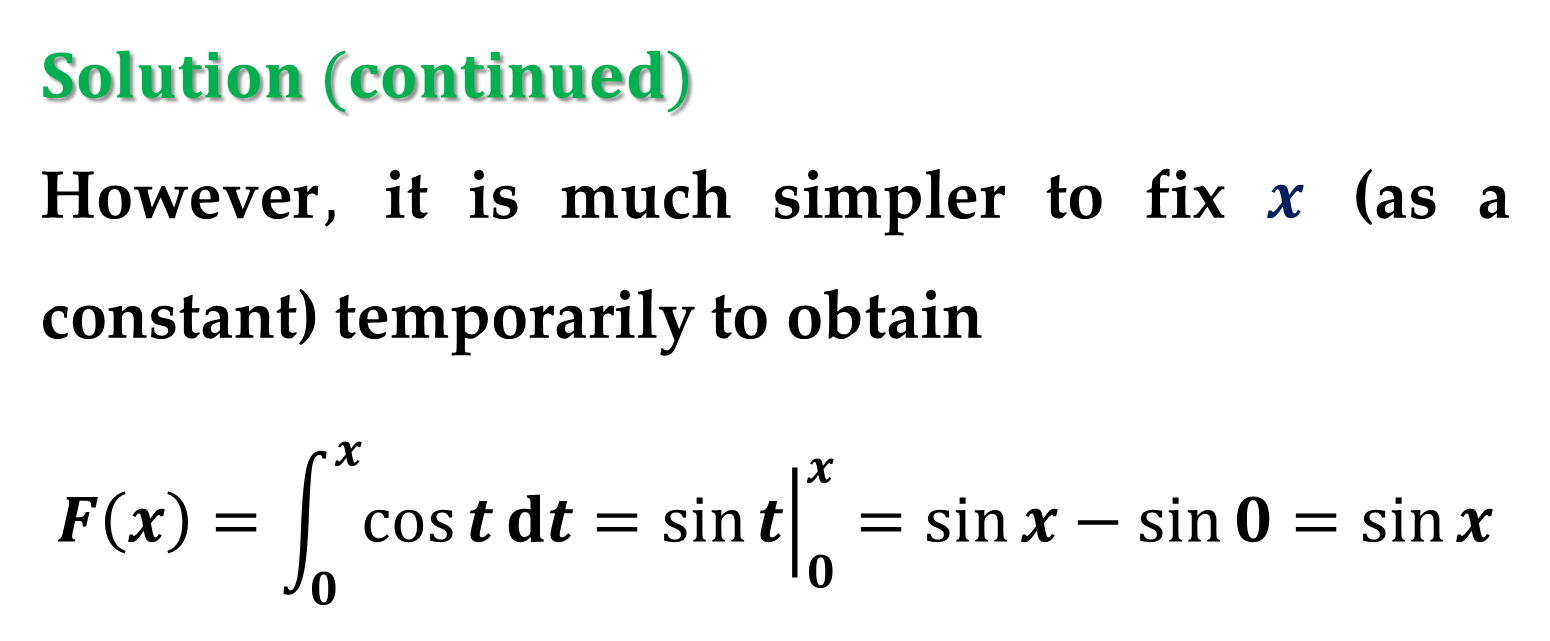 Solution (continued)
However, it is much simpler to fix x (as a
constant) temporarily to obtain
F(x) = ∫₀ˣ cos t dt = sin t|₀ˣ = sin x − sin 0 = sin x